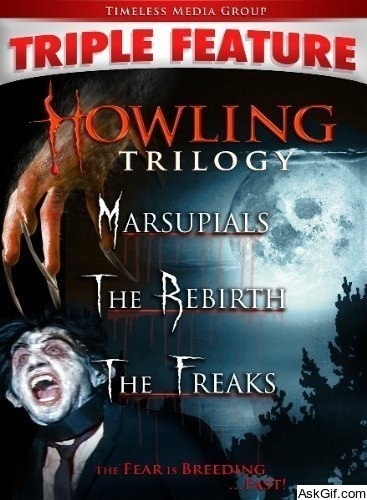 TIMELESS MEDIA GROUP
TRIPLE FEATURE
HOWLING
TRILOGY
MARSUPIALS
THE REBIRTH
THE FREAKS
THE FEAR IS BREEDING
...FAST!
AskGif.com